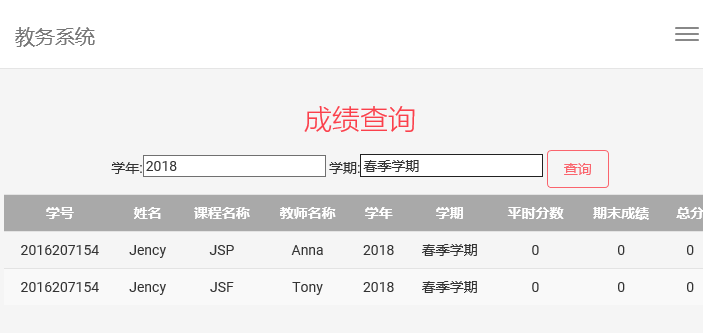 教务系统
成绩查询
学年:2018 学期:春季学期 查询
学号 姓名 课程名称 教师名称 学年 学期 平时分数 期末成绩 总分
2016207154 Jency JSP Anna 2018 春季学期 0 0 0
2016207154 Jency JSF Tony 2018 春季学期 0 0 0